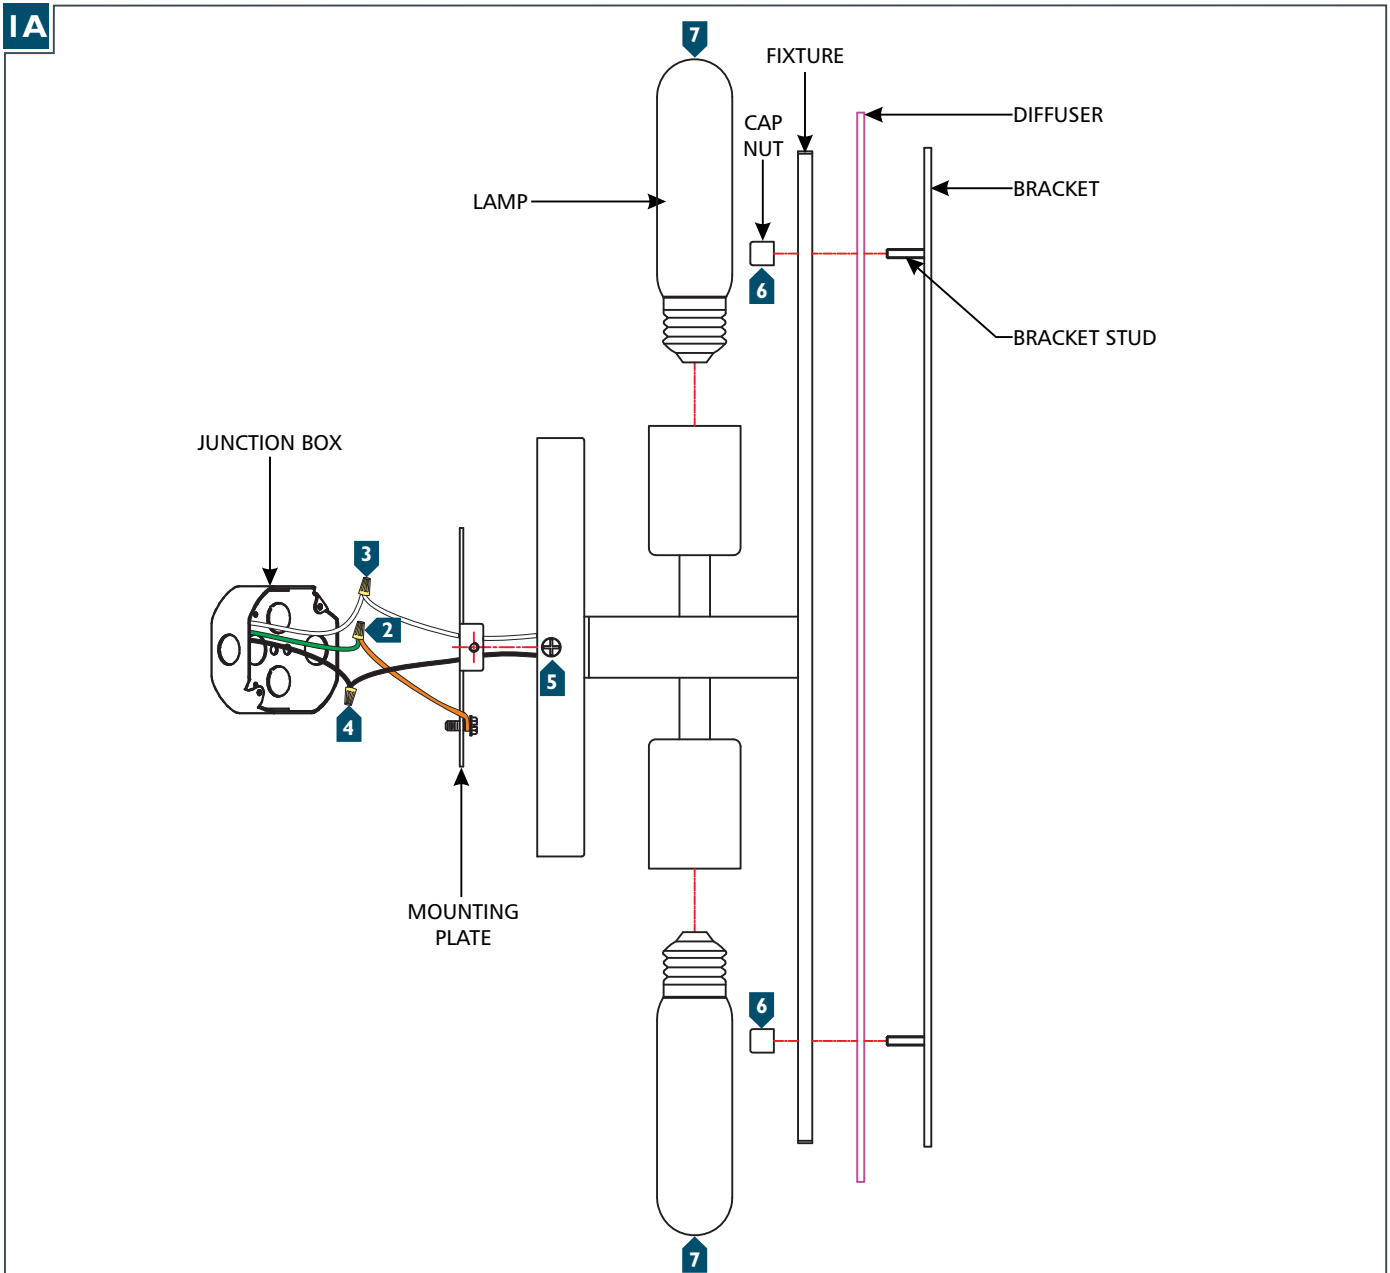 1A
7
FIXTURE
DIFFUSER
CAP
NUT
BRACKET
LAMP
6
BRACKET STUD
JUNCTION BOX
3
2
5
4
MOUNTING
PLATE
6
7